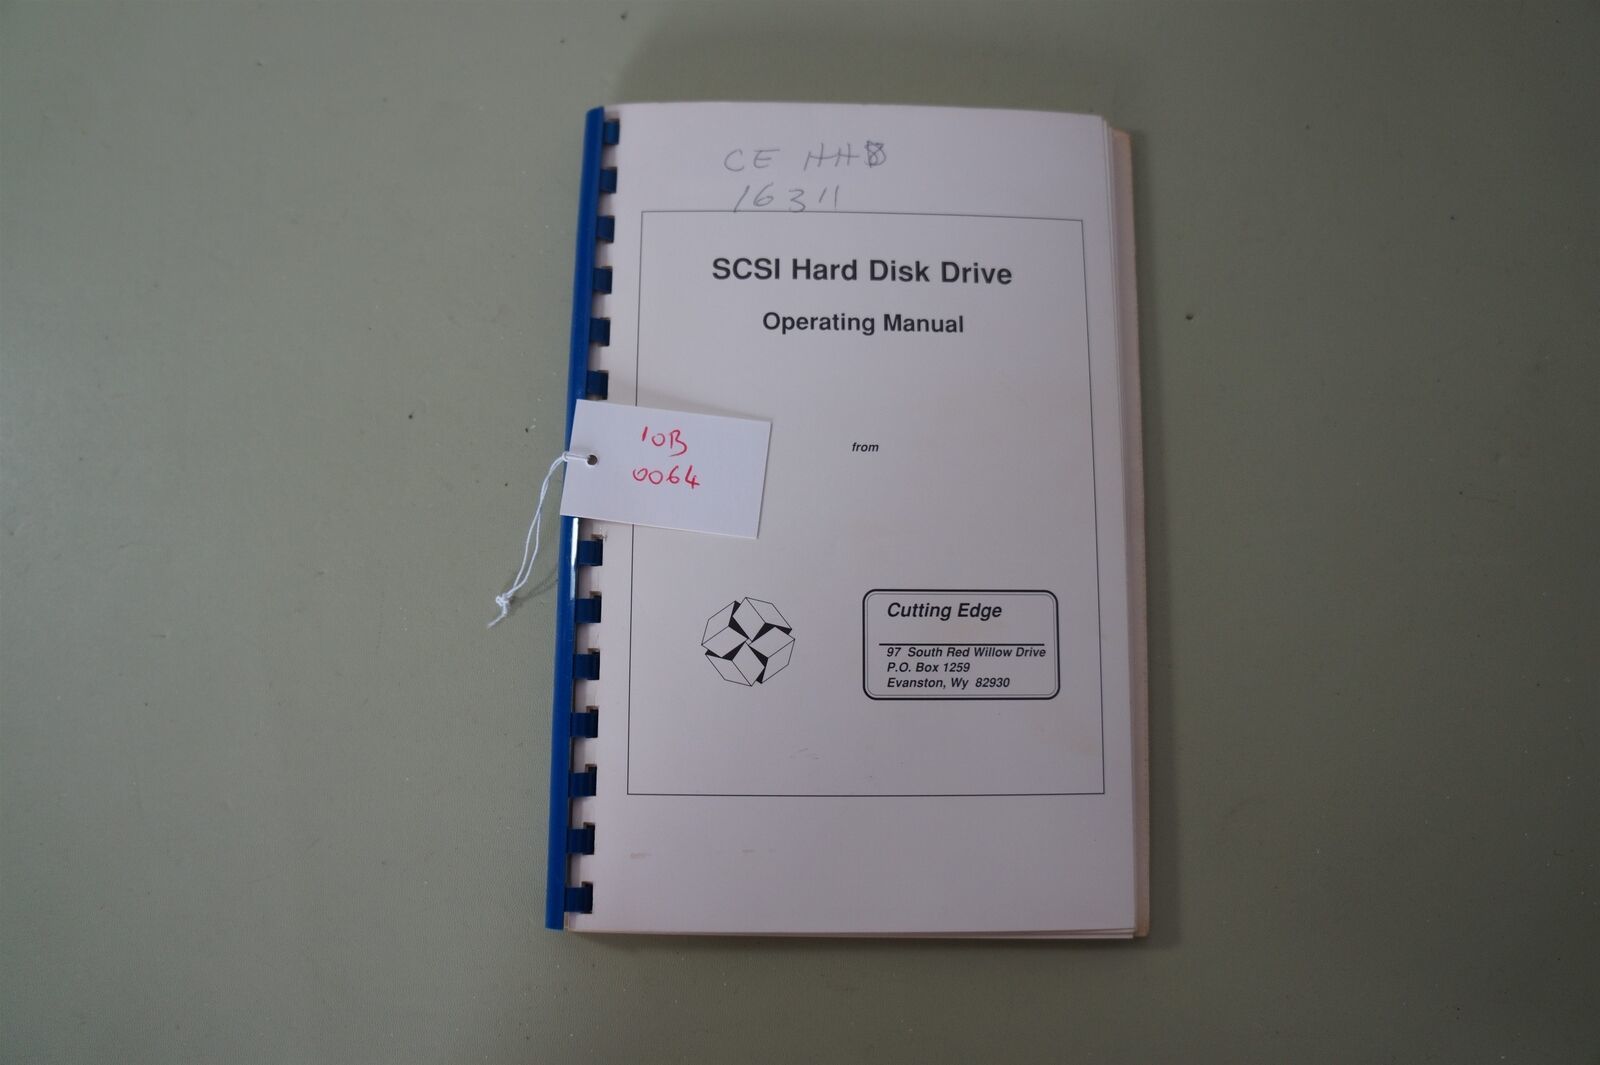 CE HH8
16311
SCSI Hard Disk Drive
Operating Manual
10B
0064
from
Cutting Edge
97 South Red Willow Drive
P.O. Box 1259
Evanston, Wy 82930